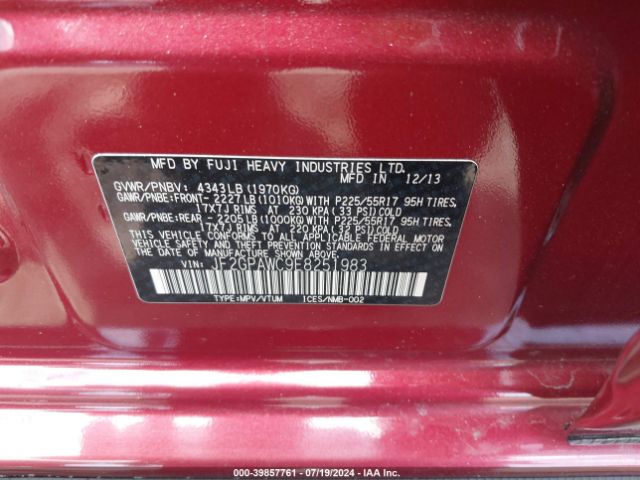 MFD BY FUJI HEAVY INDUSTRIES LTD.
MFD IN 12/13
GVWR/PNBV: 4343LB(1970KG)
GAWR/PNBE:FRONT- 2227LB(1010KG)WITH P225/55R17 95H TIRES,
17X7J RIMS, AT 230 KPA(33 PSI)COLD
GAWR/PNBE:REAR - 2205LB(1000KG)WITH P225/55R17 95H TIRES,
17X7J RIMS, AT 220 KPA(32 PSI)COLD
THIS VEHICLE CONFORMS TO ALL APPLICABLE FEDERAL MOTOR
VEHICLE SAFETY AND THEFT PREVENTION STANDARDS IN EFFECT ON
THE DATE OF MANUFACTURE SHOWN ABOVE.
VIN: JF2GPAWC9E8251983
TYPE:MPV/VTUM ICES/NMB-002
000-39857761 - 07/19/2024 - IAA Inc.